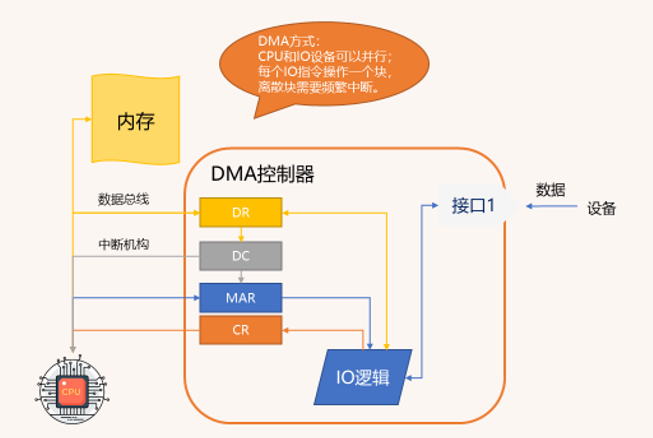 DMA方式：
CPU和IO设备可以并行；
每个IO指令操作一个块，
离散块需要频繁中断。
内存
DMA控制器
数据总线
DR
接口1
数据
设备
中断机构
DC
MAR
CR
IO逻辑
CPU